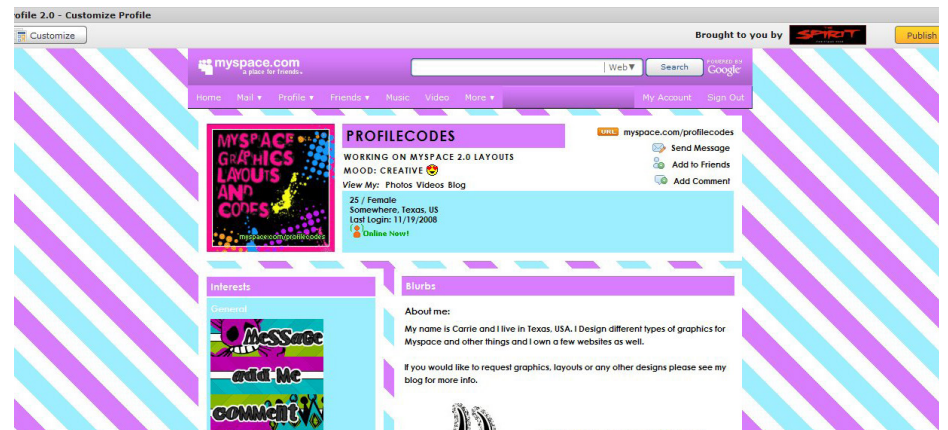 ofile 2.0 - Customize Profile
Customize
Brought to you by
THE SPIRIT
Publish
myspace.com
a place for friends.
Web▼
Search
POWERED BY Google
Home Mail ▾ Profile ▾ Friends ▾ Music Video More ▾ My Account Sign Out
MYSPACE
GRAPHICS
LAYOUTS
AND
CODES
myspace.com/profilecodes
PROFILECODES
WORKING ON MYSPACE 2.0 LAYOUTS
MOOD: CREATIVE 😍
View My: Photos Videos Blog
25 / Female
Somewhere, Texas, US
Last Login: 11/19/2008
Online Now!
URL myspace.com/profilecodes
Send Message
Add to Friends
Add Comment
Interests
General
MeSSaGe
add Me
COMMENT
Blurbs
About me:
My name is Carrie and I live in Texas, USA. I Design different types of graphics for
Myspace and other things and I own a few websites as well.
If you would like to request graphics, layouts or any other designs please see my
blog for more info.